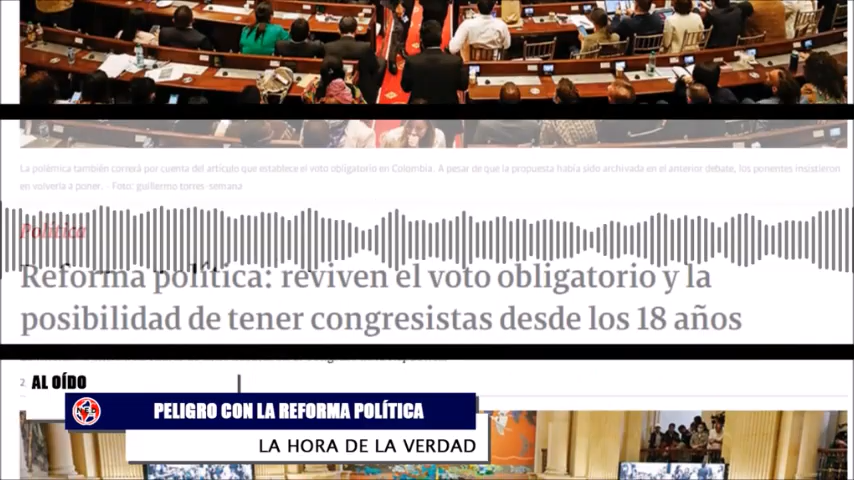 La polémica también correrá por cuenta del artículo que establece el voto obligatorio en Colombia. A pesar de que la propuesta había sido archivada en el anterior debate, los ponentes insistieron
en volverla a poner. - Foto: guillermo torres-semana
Política
Reforma política: reviven el voto obligatorio y la
posibilidad de tener congresistas desde los 18 años
2
AL OÍDO
PELIGRO CON LA REFORMA POLÍTICA
LA HORA DE LA VERDAD